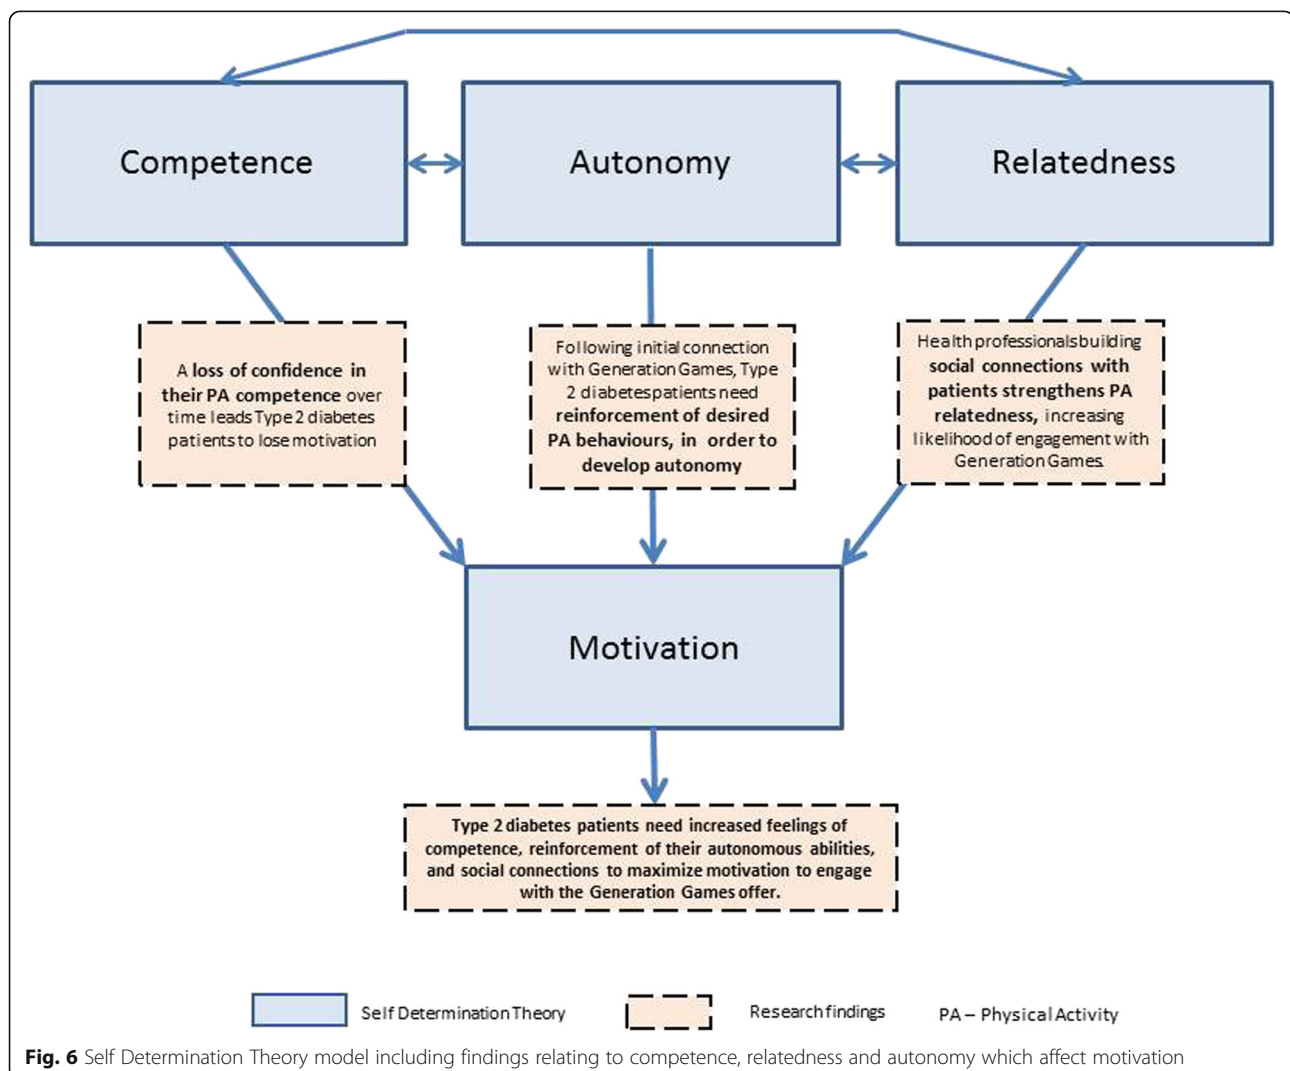 Competence
Autonomy
Relatedness
A loss of confidence in
their PA competence over
time leads Type 2 diabetes
patients to lose motivation
Following initial connection
with Generation Games, Type
2 diabetes patients need
reinforcement of desired
PA behaviours, in order to
develop autonomy
Health professionals building
social connections with
patients strengthens PA
relatedness, increasing
likelihood of engagement with
Generation Games.
Motivation
Type 2 diabetes patients need increased feelings of
competence, reinforcement of their autonomous abilities,
and social connections to maximize motivation to engage
with the Generation Games offer.
Self Determination Theory
Research findings
PA – Physical Activity
Fig. 6 Self Determination Theory model including findings relating to competence, relatedness and autonomy which affect motivation